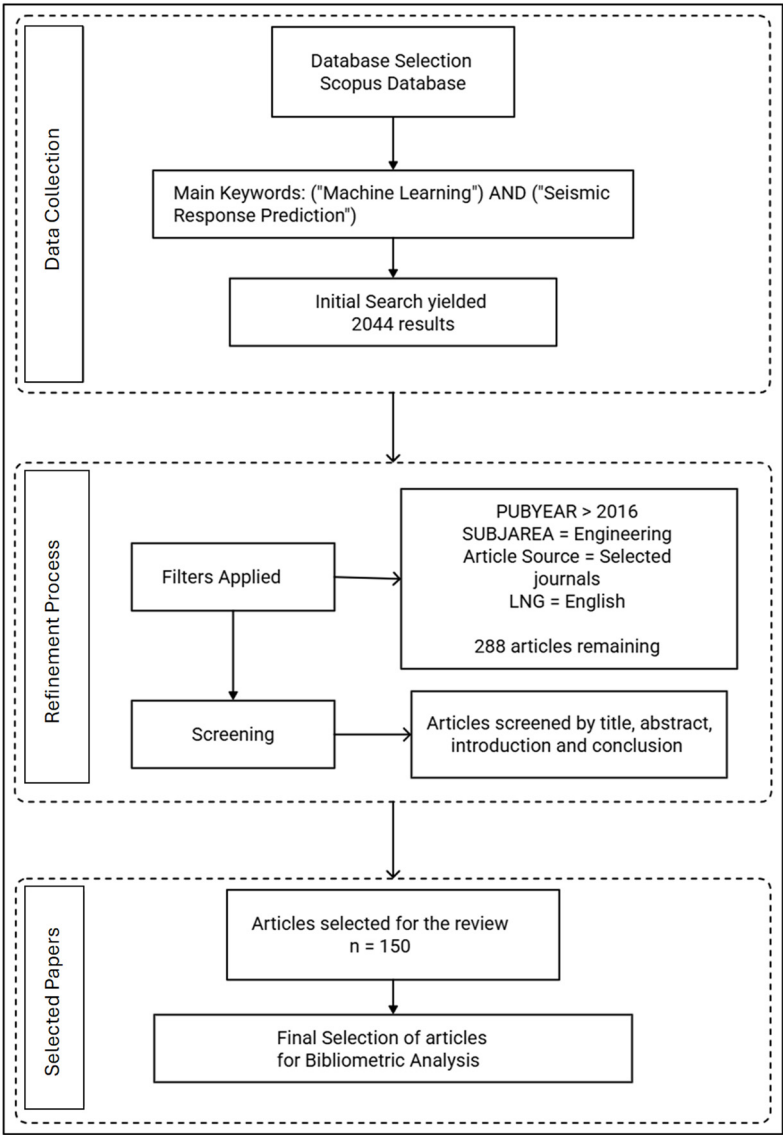 Data Collection
Database Selection
Scopus Database
Main Keywords: ("Machine Learning") AND ("Seismic
Response Prediction")
Initial Search yielded
2044 results
Refinement Process
Filters Applied
PUBYEAR > 2016
SUBJAREA = Engineering
Article Source = Selected
journals
LNG = English
288 articles remaining
Screening
Articles screened by title, abstract,
introduction and conclusion
Selected Papers
Articles selected for the review
n = 150
Final Selection of articles
for Bibliometric Analysis